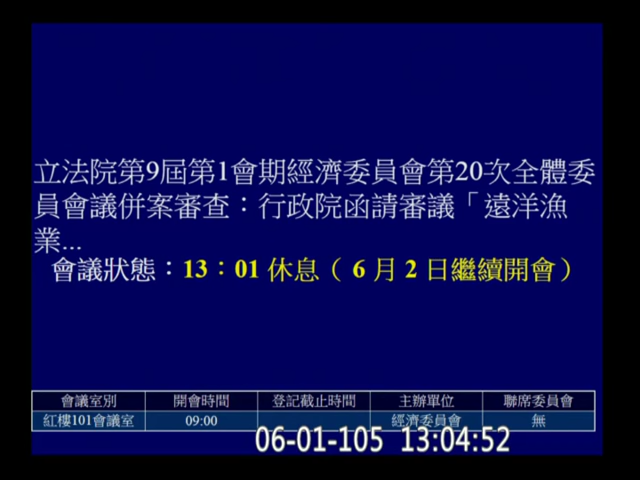 立法院第9屆第1會期經濟委員會第20次全體委
員會議併案審查：行政院函請審議「遠洋漁
業...
會議狀態：13：01 休息（ 6 月 2 日繼續開會）
會議室別 開會時間 登記截止時間 主辦單位 聯席委員會
紅樓101會議室 09:00 經濟委員會 無
06-01-105 13:04:52